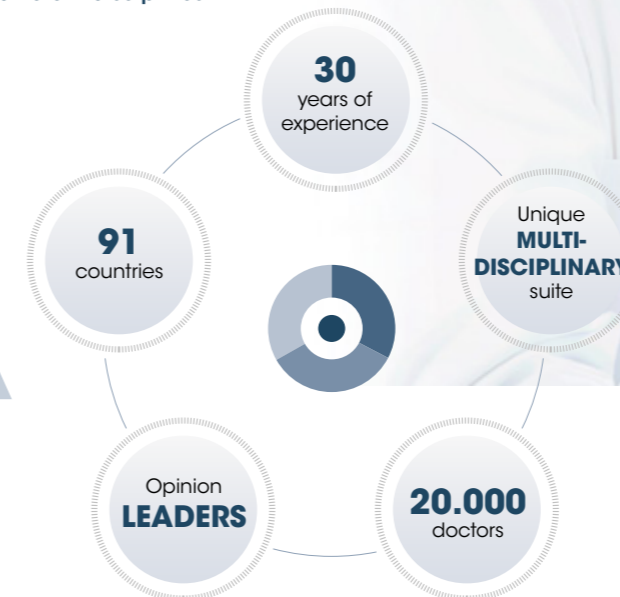 30
years of
experience
Unique
MULTI-
DISCIPLINARY
suite
91
countries
Opinion
LEADERS
20.000
doctors